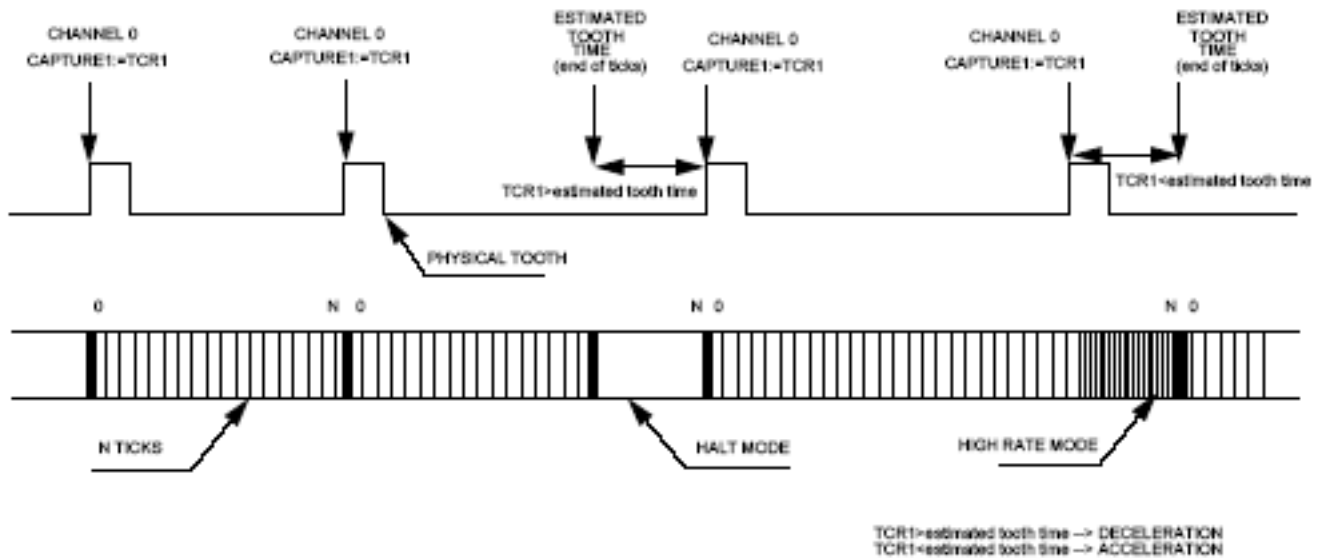 CHANNEL 0
CAPTURE1:=TCR1
CHANNEL 0
CAPTURE1:=TCR1
ESTIMATED
TOOTH
TIME
(end of ticks)
CHANNEL 0
CAPTURE1:=TCR1
CHANNEL 0
CAPTURE1:=TCR1
ESTIMATED
TOOTH
TIME
(end of ticks)
TCR1>estimated tooth time
TCR1<estimated tooth time
PHYSICAL TOOTH
0
N 0
N 0
N 0
N TICKS
HALT MODE
HIGH RATE MODE
TCR1>estimated tooth time --> DECELERATION
TCR1<estimated tooth time --> ACCELERATION